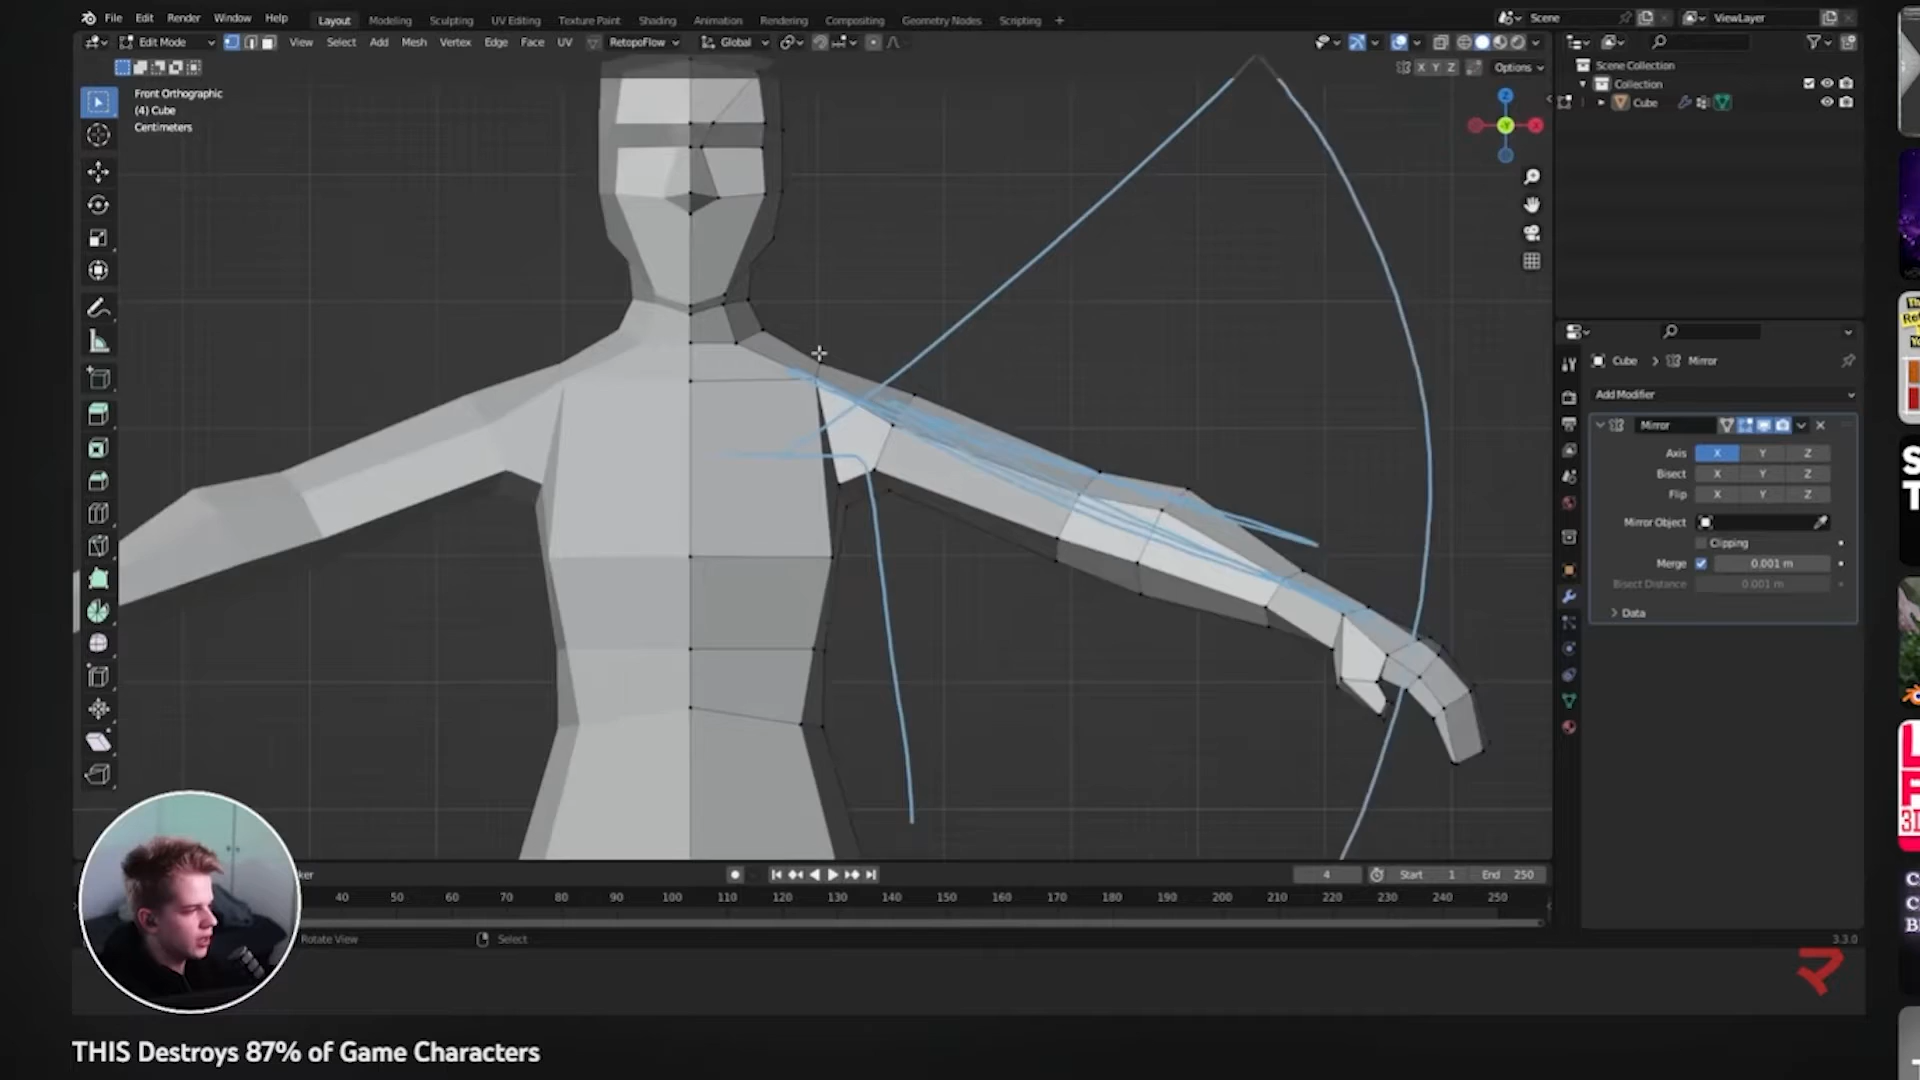 File Edit Render Window Help Layout Modeling Sculpting UV Editing Texture Paint Shading Animation Rendering Compositing Geometry Nodes Scripting + Scene ViewLayer
Edit Mode View Select Add Mesh Vertex Edge Face UV RetopoFlow Global
X Y Z Options
Front Orthographic
(4) Cube
Centimeters
Z
Y
X
Scene Collection
Collection
Cube
Cube > Mirror
Add Modifier
Mirror
Axis X Y Z
Bisect X Y Z
Flip X Y Z
Mirror Object
Clipping
Merge 0.001 m
Bisect Distance 0.001 m
Data
ker
4 Start 1 End 250
40 50 60 70 80 90 100 110 120 130 140 150 160 170 180 190 200 210 220 230 240 250
Rotate View Select
3.3.0
THIS Destroys 87% of Game Characters